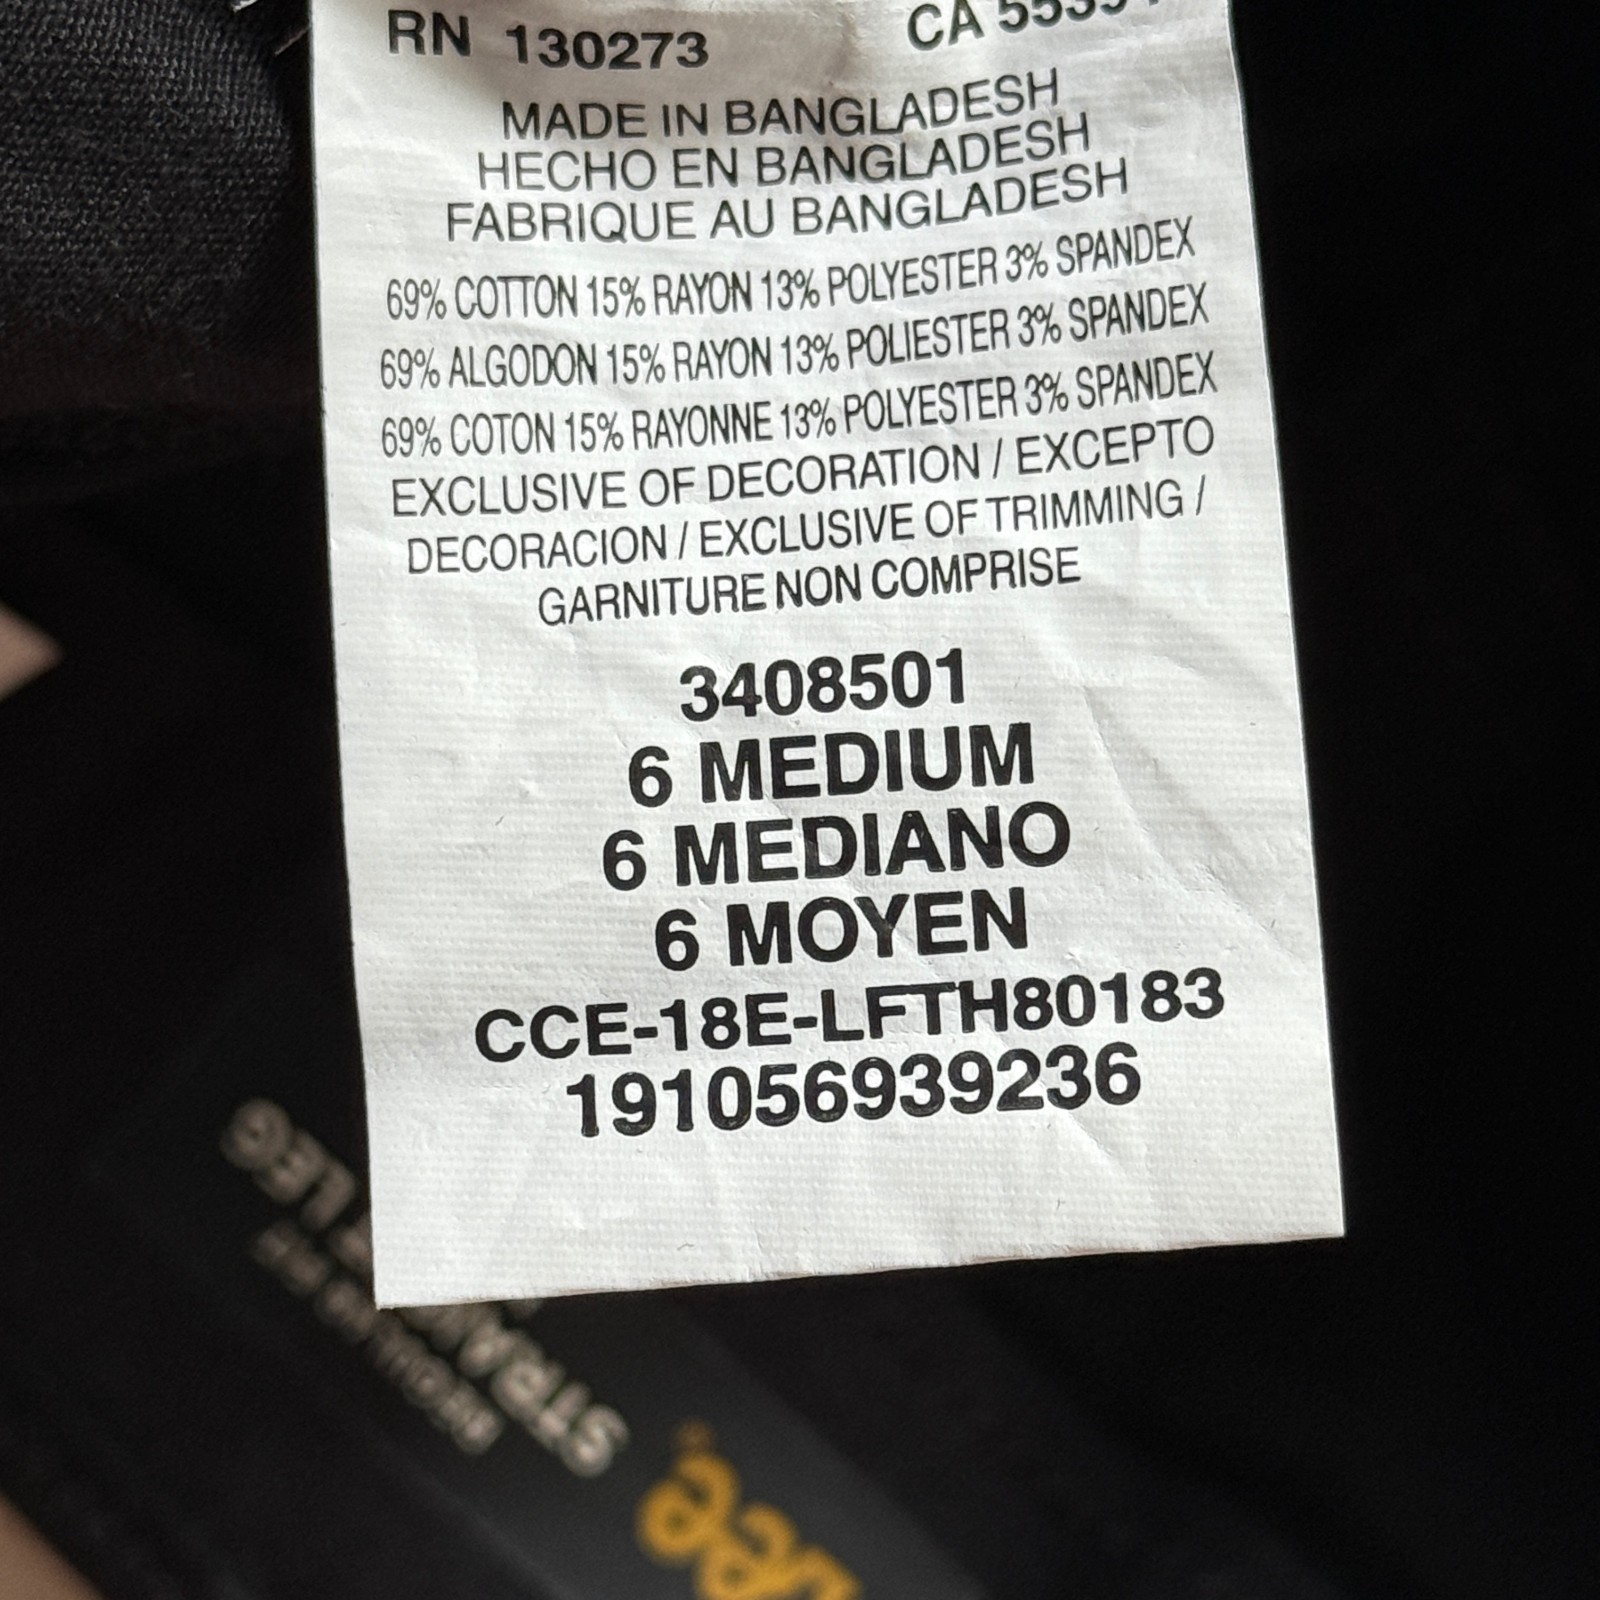 RN 130273
MADE IN BANGLADESH
HECHO EN BANGLADESH
FABRIQUE AU BANGLADESH
69% COTTON 15% RAYON 13% POLYESTER 3% SPANDEX
69% ALGODON 15% RAYON 13% POLIESTER 3% SPANDEX
69% COTON 15% RAYONNE 13% POLYESTER 3% SPANDEX
EXCLUSIVE OF DECORATION / EXCEPTO
DECORACION / EXCLUSIVE OF TRIMMING /
GARNITURE NON COMPRISE
3408501
6 MEDIUM
6 MEDIANO
6 MOYEN
CCE-18E-LFTH80183
191056939236
LEG